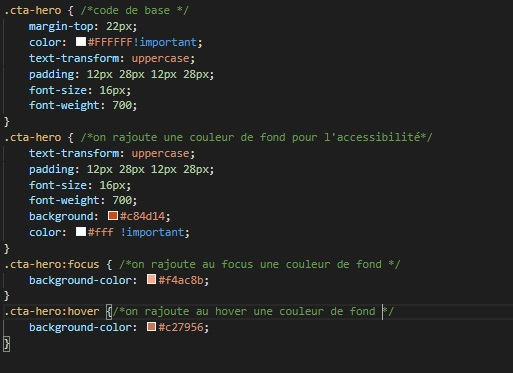 .cta-hero { /*code de base */
margin-top: 22px;
color: #FFFFFF!important;
text-transform: uppercase;
padding: 12px 28px 12px 28px;
font-size: 16px;
font-weight: 700;
}
.cta-hero { /*on rajoute une couleur de fond pour l'accessibilité*/
text-transform: uppercase;
padding: 12px 28px 12px 28px;
font-size: 16px;
font-weight: 700;
background: #c84d14;
color: #fff !important;
}
.cta-hero:focus { /*on rajoute au focus une couleur de fond */
background-color: #f4ac8b;
}
.cta-hero:hover {/*on rajoute au hover une couleur de fond */
background-color: #c27956;
}